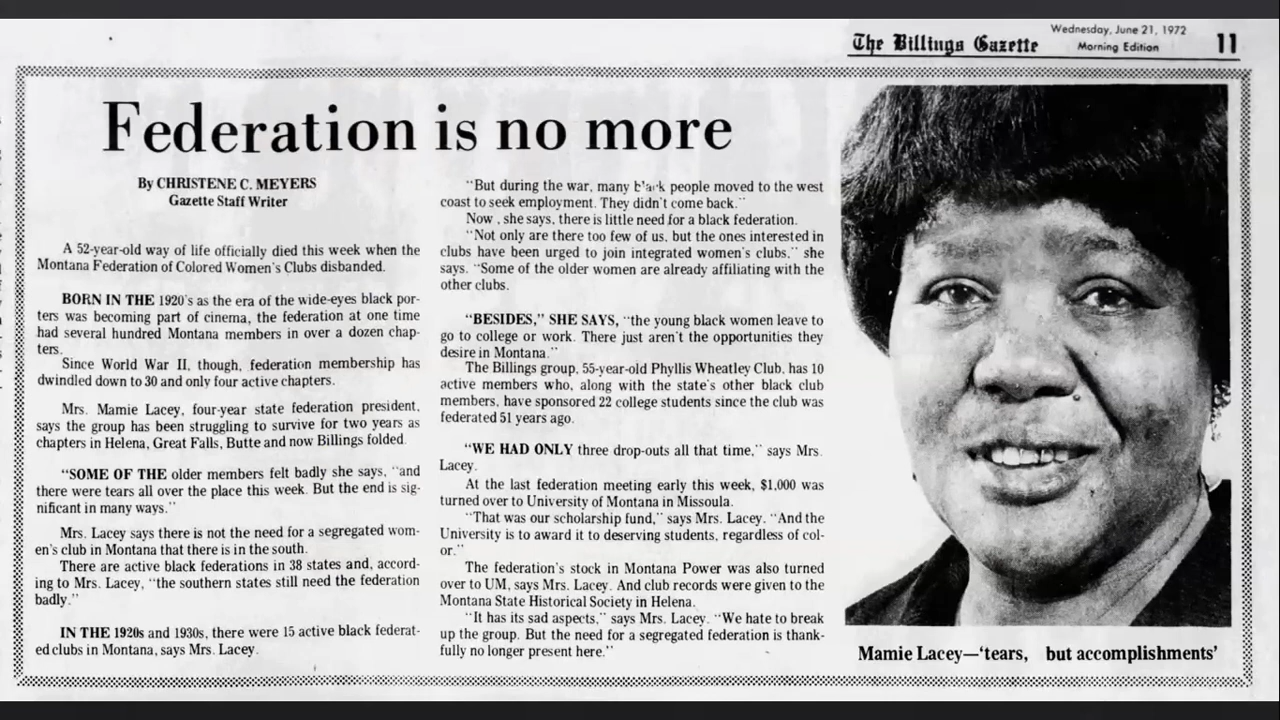 The Billings Gazette
Wednesday, June 21, 1972
Morning Edition
11
Federation is no more
By CHRISTENE C. MEYERS
Gazette Staff Writer
A 52-year-old way of life officially died this week when the
Montana Federation of Colored Women's Clubs disbanded.
BORN IN THE 1920's as the era of the wide-eyes black por-
ters was becoming part of cinema, the federation at one time
had several hundred Montana members in over a dozen chap-
ters.
Since World War II, though, federation membership has
dwindled down to 30 and only four active chapters.
Mrs. Mamie Lacey, four-year state federation president,
says the group has been struggling to survive for two years as
chapters in Helena, Great Falls, Butte and now Billings folded.
"SOME OF THE older members felt badly she says, "and
there were tears all over the place this week. But the end is sig-
nificant in many ways."
Mrs. Lacey says there is not the need for a segregated wom-
en's club in Montana that there is in the south.
There are active black federations in 38 states and, accord-
ing to Mrs. Lacey, "the southern states still need the federation
badly."
IN THE 1920s and 1930s, there were 15 active black federat-
ed clubs in Montana, says Mrs. Lacey.
"But during the war, many black people moved to the west
coast to seek employment. They didn't come back."
Now , she says, there is little need for a black federation.
"Not only are there too few of us, but the ones interested in
clubs have been urged to join integrated women's clubs." she
says. "Some of the older women are already affiliating with the
other clubs.
"BESIDES," SHE SAYS, "the young black women leave to
go to college or work. There just aren't the opportunities they
desire in Montana."
The Billings group, 55-year-old Phyllis Wheatley Club, has 10
active members who, along with the state's other black club
members, have sponsored 22 college students since the club was
federated 51 years ago.
"WE HAD ONLY three drop-outs all that time," says Mrs.
Lacey.
At the last federation meeting early this week, $1,000 was
turned over to University of Montana in Missoula.
"That was our scholarship fund," says Mrs. Lacey. "And the
University is to award it to deserving students, regardless of col-
or."
The federation's stock in Montana Power was also turned
over to UM, says Mrs. Lacey. And club records were given to the
Montana State Historical Society in Helena.
"It has its sad aspects," says Mrs. Lacey. "We hate to break
up the group. But the need for a segregated federation is thank-
fully no longer present here."
Mamie Lacey—'tears, but accomplishments'